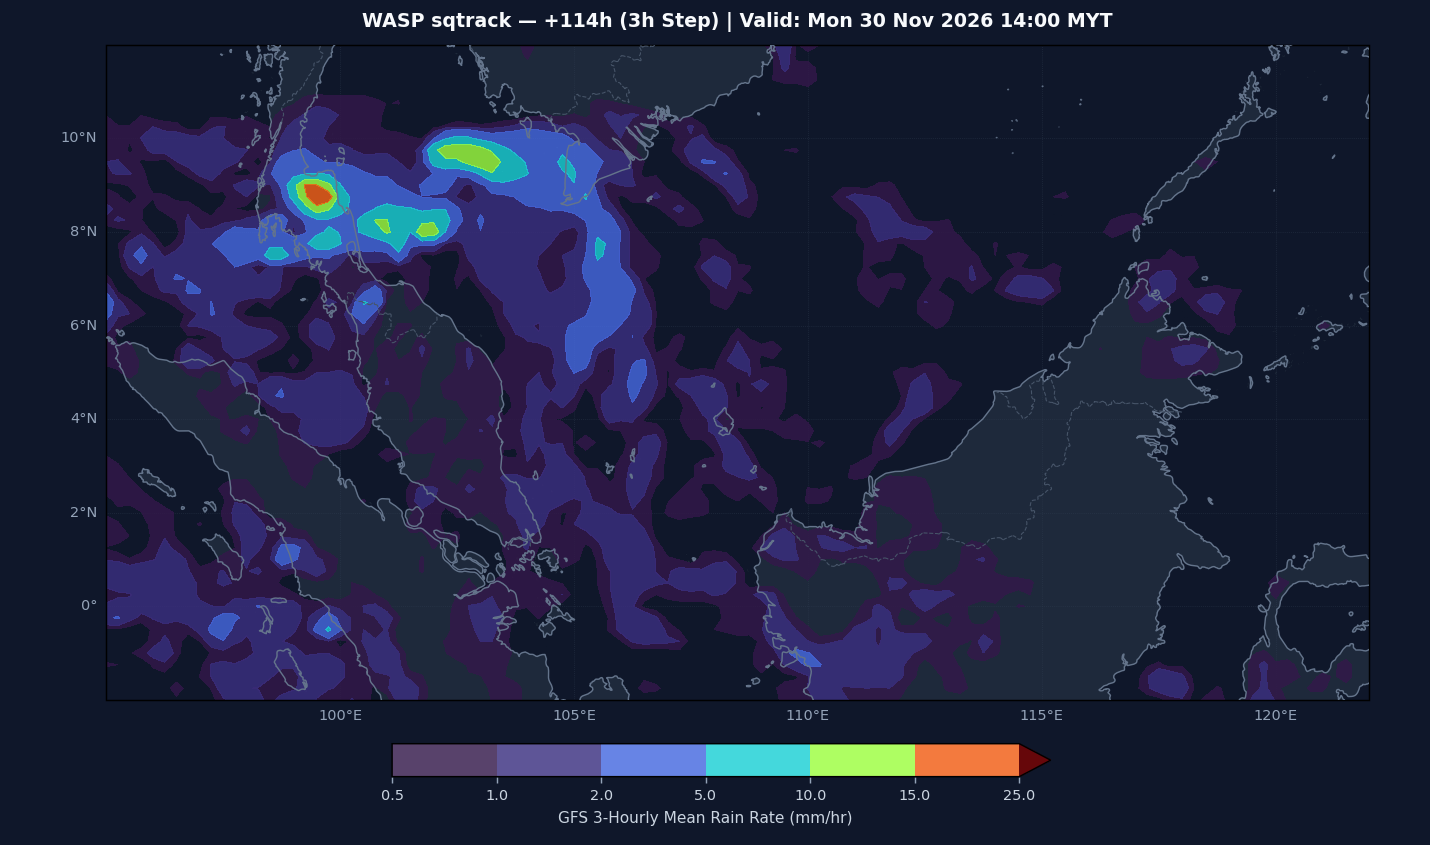 WASP sqtrack — +114h (3h Step) | Valid: Mon 30 Nov 2026 14:00 MYT
10°N
8°N
6°N
4°N
2°N
0°
100°E 105°E 110°E 115°E 120°E
0.5 1.0 2.0 5.0 10.0 15.0 25.0
GFS 3-Hourly Mean Rain Rate (mm/hr)